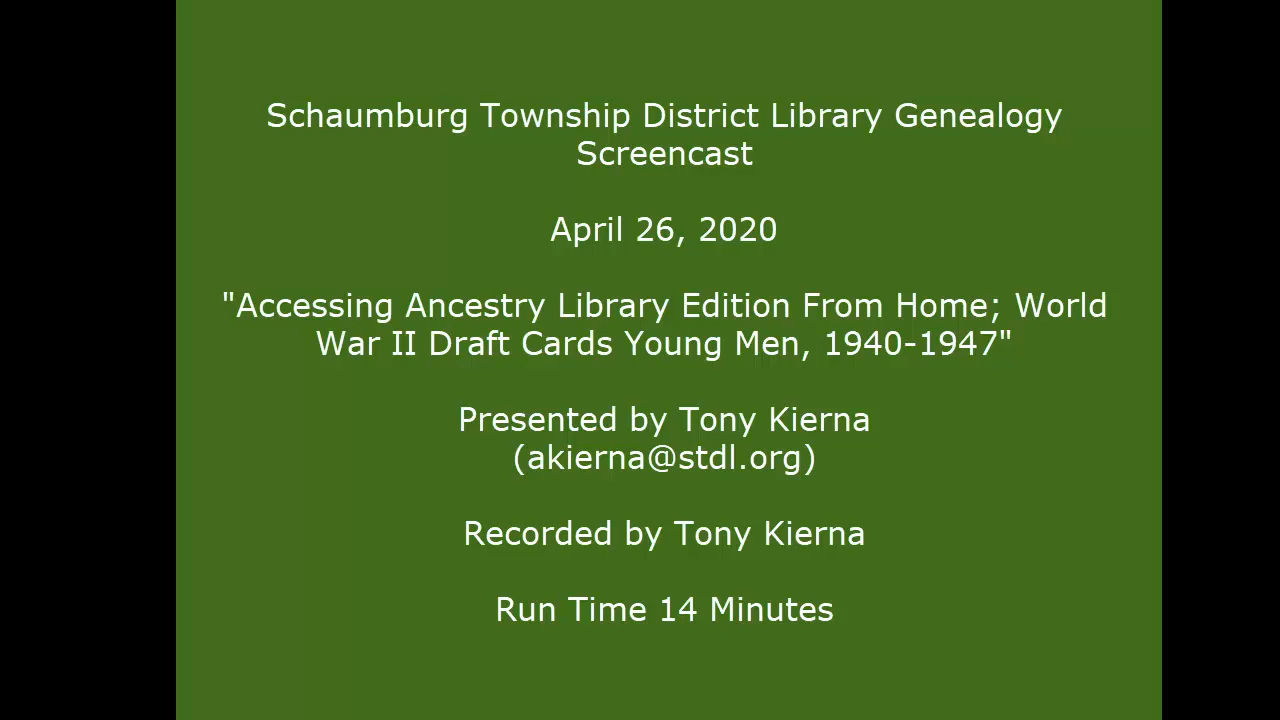 Schaumburg Township District Library Genealogy
Screencast
April 26, 2020
"Accessing Ancestry Library Edition From Home; World
War II Draft Cards Young Men, 1940-1947"
Presented by Tony Kierna
(akierna@stdl.org)
Recorded by Tony Kierna
Run Time 14 Minutes